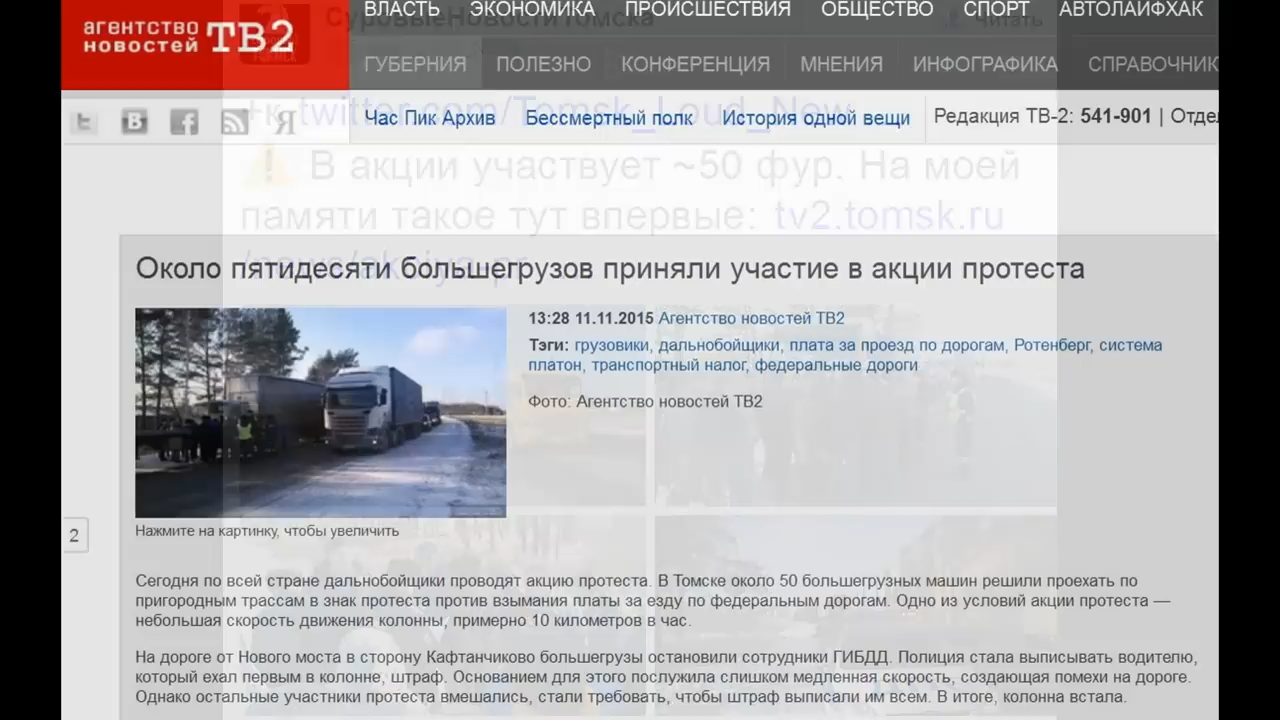 агентство
новостей ТВ2
ВЛАСТЬ ЭКОНОМИКА ПРОИСШЕСТВИЯ ОБЩЕСТВО СПОРТ АВТОЛАЙФХАК
СуровыеНовостиТомска Читать
ГУБЕРНИЯ ПОЛЕЗНО КОНФЕРЕНЦИЯ МНЕНИЯ ИНФОГРАФИКА СПРАВОЧНИК
twitter.com/Tomsk_Loud_Now
Час Пик Архив Бессмертный полк История одной вещи Редакция ТВ-2: 541-901 | Отдел
В акции участвует ~50 фур. На моей
памяти такое тут впервые: tv2.tomsk.ru
Около пятидесяти большегрузов приняли участие в акции протеста
13:28 11.11.2015 Агентство новостей ТВ2
Тэги: грузовики, дальнобойщики, плата за проезд по дорогам, Ротенберг, система
платон, транспортный налог, федеральные дороги
Фото: Агентство новостей ТВ2
Нажмите на картинку, чтобы увеличить
2
Сегодня по всей стране дальнобойщики проводят акцию протеста. В Томске около 50 большегрузных машин решили проехать по
пригородным трассам в знак протеста против взымания платы за езду по федеральным дорогам. Одно из условий акции протеста —
небольшая скорость движения колонны, примерно 10 километров в час.
На дороге от Нового моста в сторону Кафтанчиково большегрузы остановили сотрудники ГИБДД. Полиция стала выписывать водителю,
который ехал первым в колонне, штраф. Основанием для этого послужила слишком медленная скорость, создающая помехи на дороге.
Однако остальные участники протеста вмешались, стали требовать, чтобы штраф выписали им всем. В итоге, колонна встала.